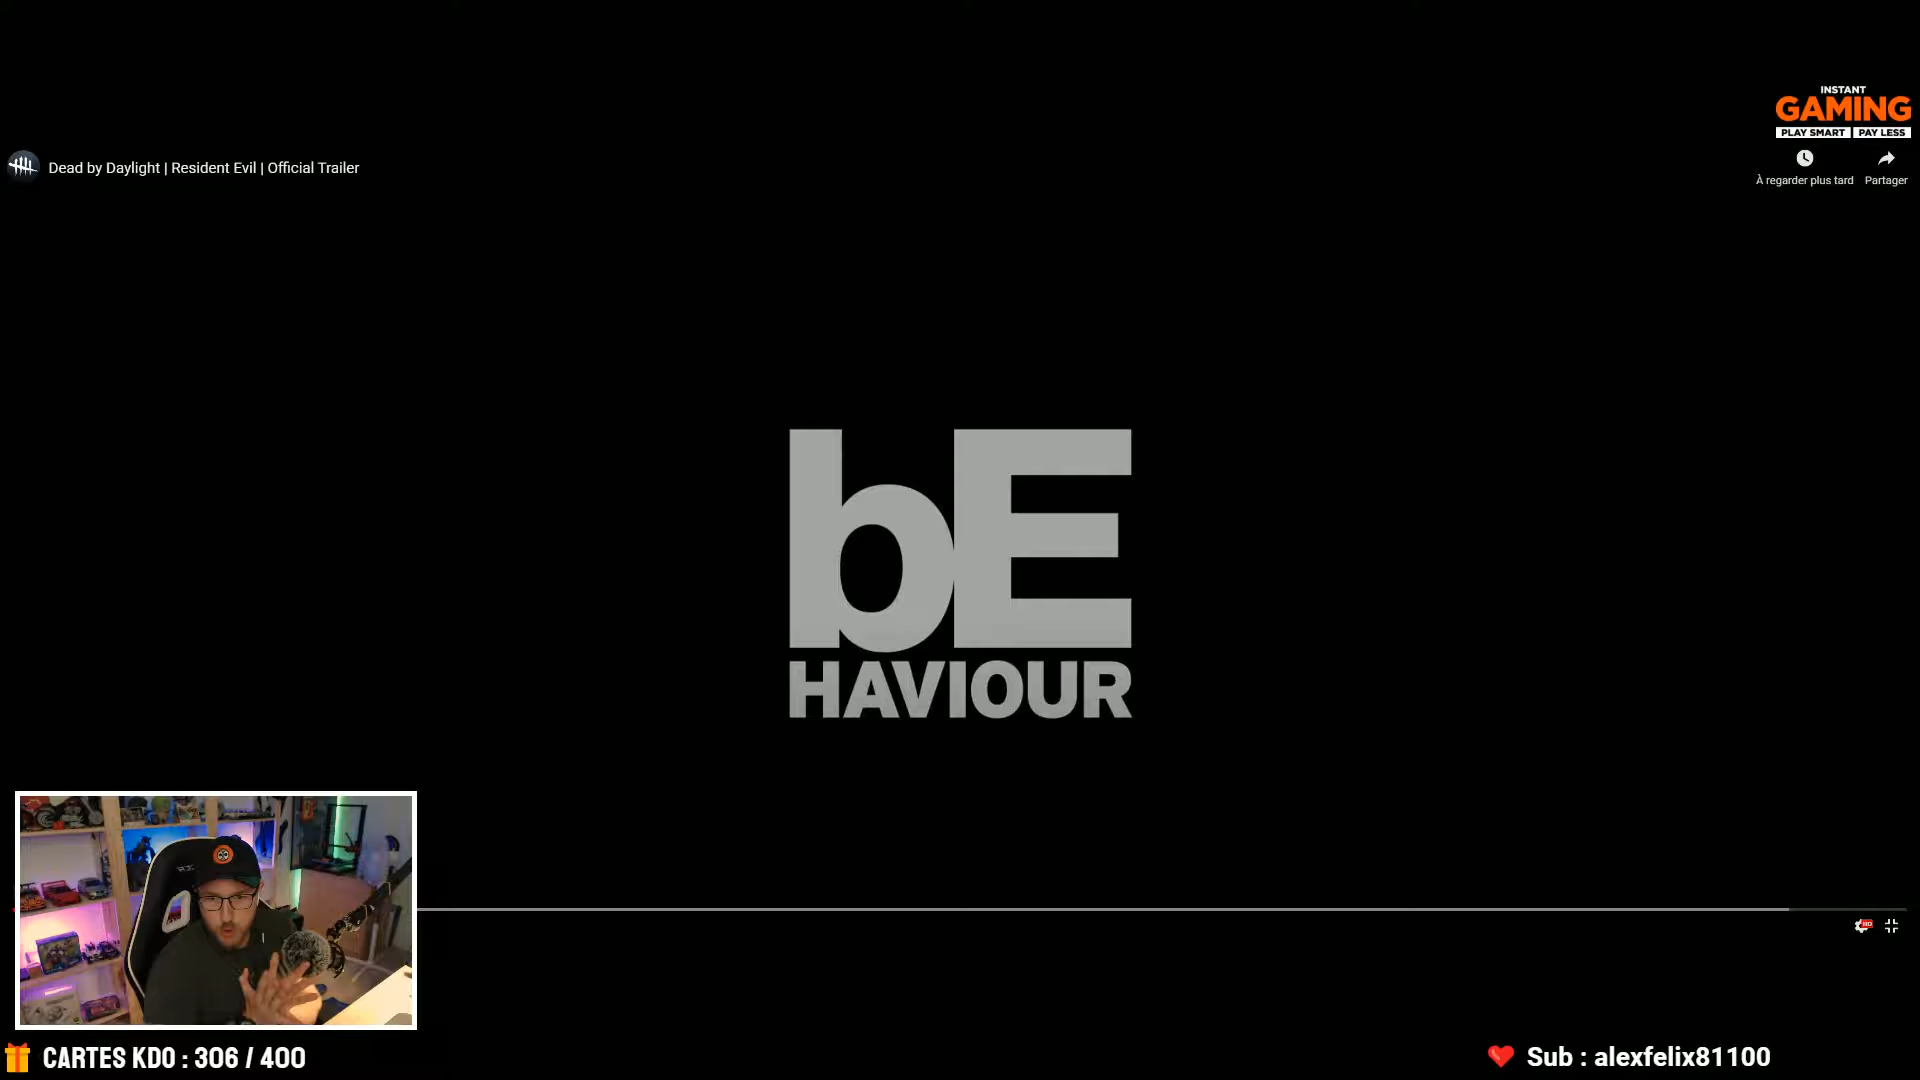 INSTANT
GAMING
PLAY SMART PAY LESS
Dead by Daylight | Resident Evil | Official Trailer
À regarder plus tard
Partager
bE
HAVIOUR
HD
CARTES KDO : 306 / 400
Sub : alexfelix81100